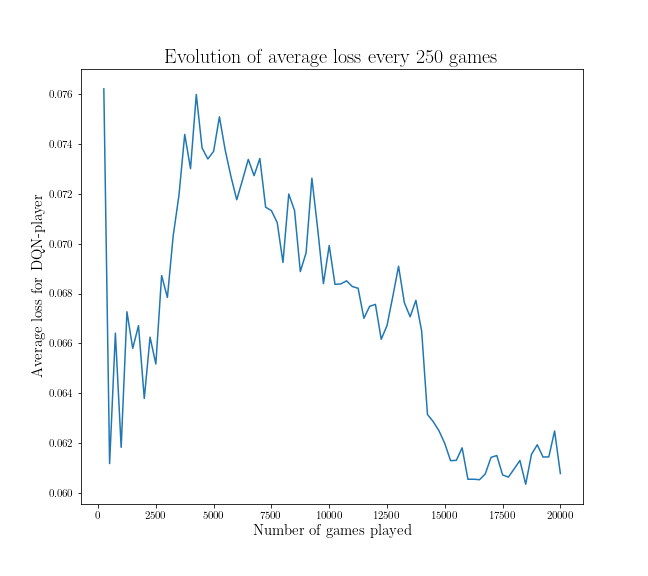 Evolution of average loss every 250 games
0.076
0.074
0.072
0.070
0.068
0.066
0.064
0.062
0.060
Average loss for DQN-player
0 2500 5000 7500 10000 12500 15000 17500 20000
Number of games played